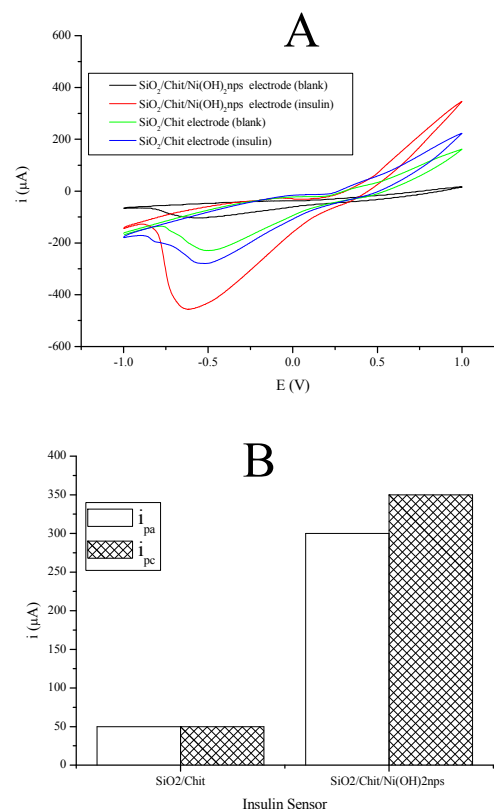 A
600
400
200
0
-200
-400
-600
i (µA)
SiO₂/Chit/Ni(OH)₂nps electrode (blank)
SiO₂/Chit/Ni(OH)₂nps electrode (insulin)
SiO₂/Chit electrode (blank)
SiO₂/Chit electrode (insulin)
-1.0 -0.5 0.0 0.5 1.0
E (V)
B
400
350
300
250
200
150
100
50
0
i (µA)
i pa
i pc
SiO2/Chit SiO2/Chit/Ni(OH)2nps
Insulin Sensor